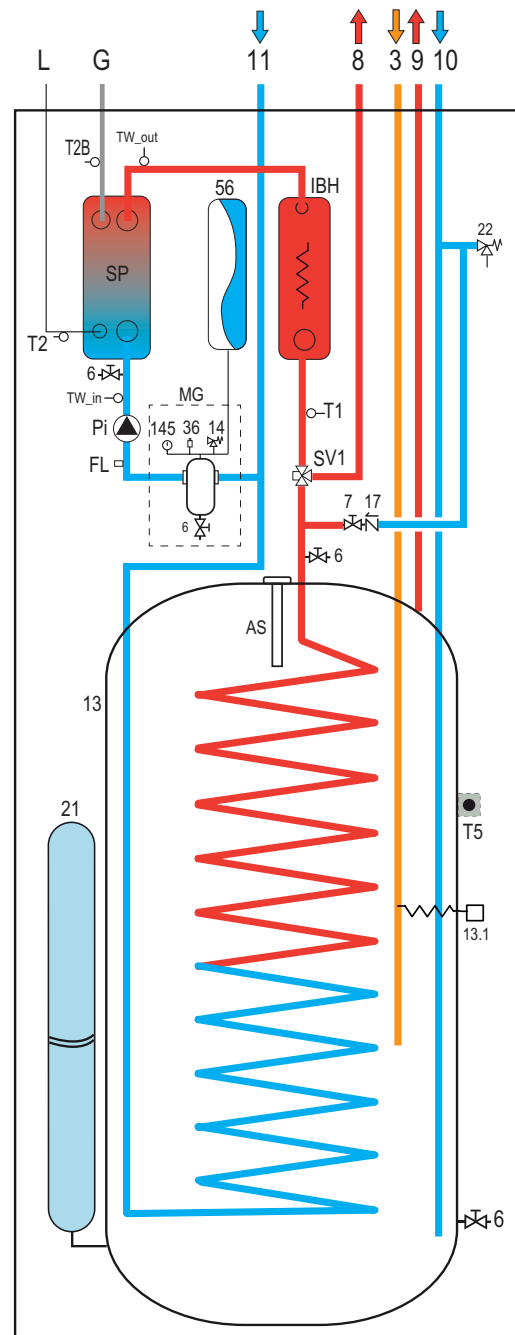 L G 11 8 3 9 10
T2B
TW_out
56
IBH
22
SP
T2
6
TW_in
MG
T1
Pi
145 36 14
SV1
FL
7 17
6
6
AS
13
21
T5
13.1
6